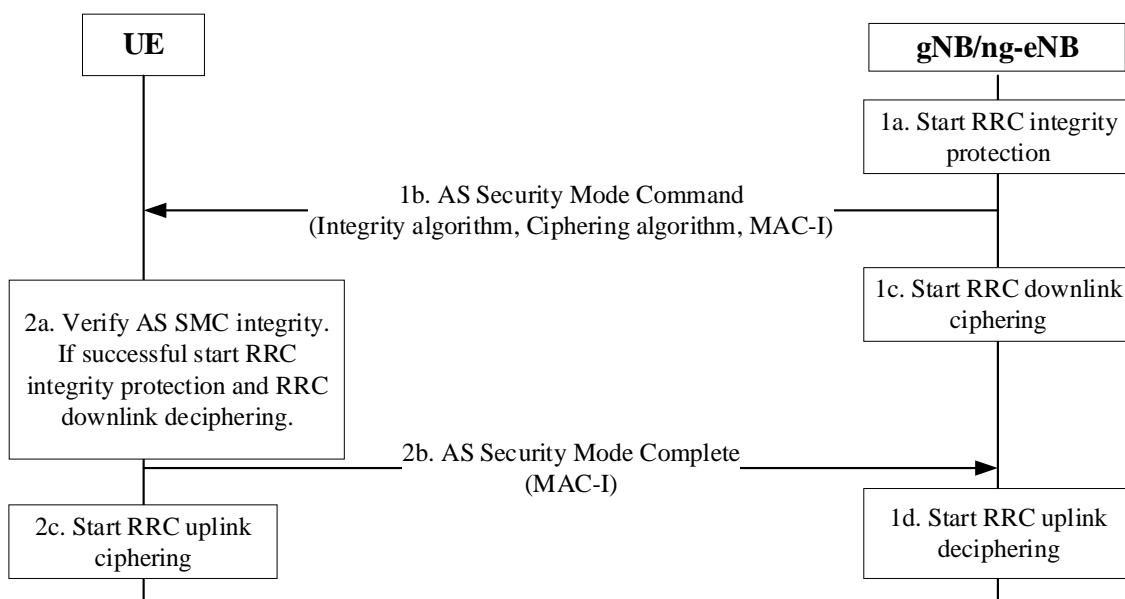 UE
gNB/ng-eNB
1a. Start RRC integrity
protection
1b. AS Security Mode Command
(Integrity algorithm, Ciphering algorithm, MAC-I)
1c. Start RRC downlink
ciphering
2a. Verify AS SMC integrity.
If successful start RRC
integrity protection and RRC
downlink deciphering.
2b. AS Security Mode Complete
(MAC-I)
2c. Start RRC uplink
ciphering
1d. Start RRC uplink
deciphering